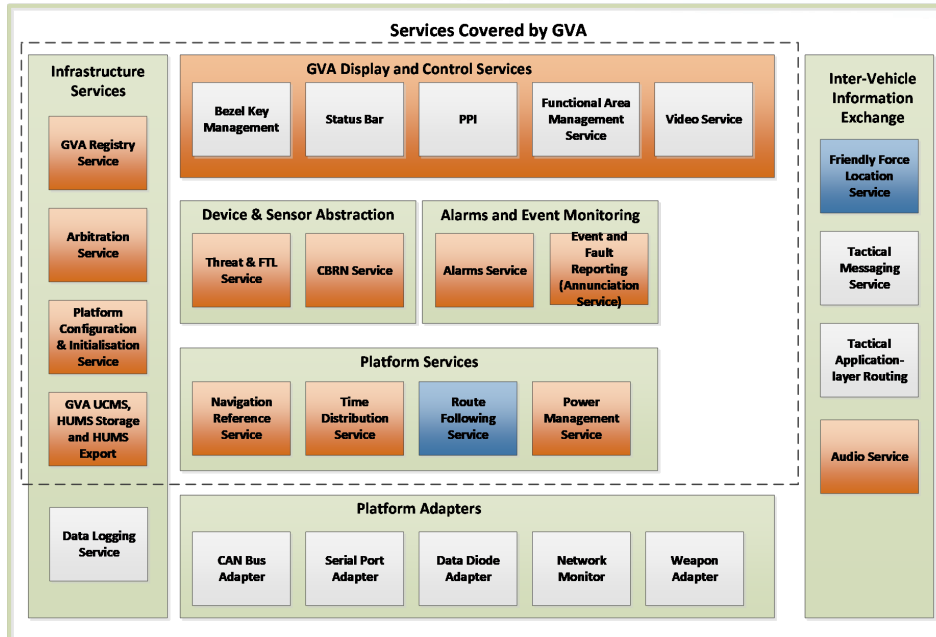 Services Covered by GVA
Infrastructure
Services
GVA Registry
Service
Arbitration
Service
Platform
Configuration
& Initialisation
Service
GVA UCMS,
HUMS Storage
and HUMS
Export
Data Logging
Service
GVA Display and Control Services
Bezel Key
Management
Status Bar
PPI
Functional Area
Management
Service
Video Service
Device & Sensor Abstraction
Threat & FTL
Service
CBRN Service
Alarms and Event Monitoring
Alarms Service
Event and
Fault
Reporting
(Annunciation
Service)
Platform Services
Navigation
Reference
Service
Time
Distribution
Service
Route
Following
Service
Power
Management
Service
Platform Adapters
CAN Bus
Adapter
Serial Port
Adapter
Data Diode
Adapter
Network
Monitor
Weapon
Adapter
Inter-Vehicle
Information
Exchange
Friendly Force
Location
Service
Tactical
Messaging
Service
Tactical
Application-
layer Routing
Audio Service